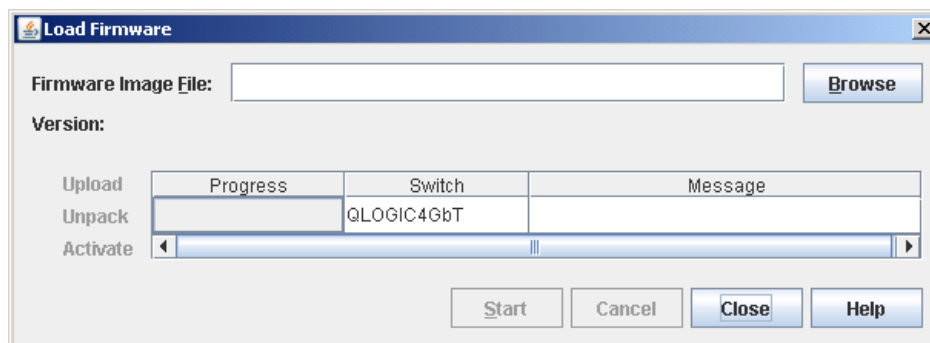 Load Firmware
Firmware Image File:
Browse
Version:
Upload
Progress
Switch
Message
Unpack
QLOGIC4GbT
Activate
Start
Cancel
Close
Help